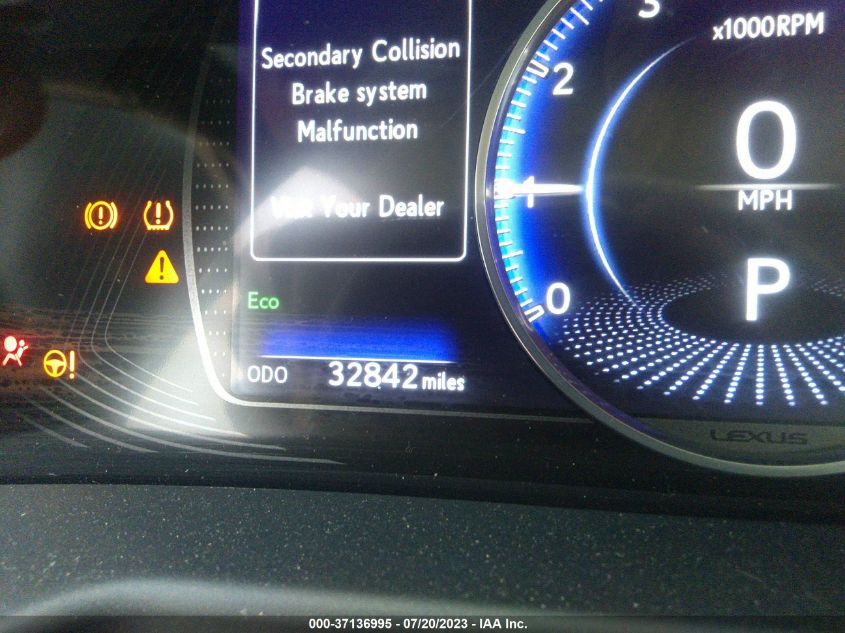 Secondary Collision
Brake system
Malfunction
Visit Your Dealer
Eco
ODO 32842 miles
3
2
1
0
x1000RPM
0
MPH
P
LEXUS
000-37136995 / 07/20/2023 - IAA Inc.